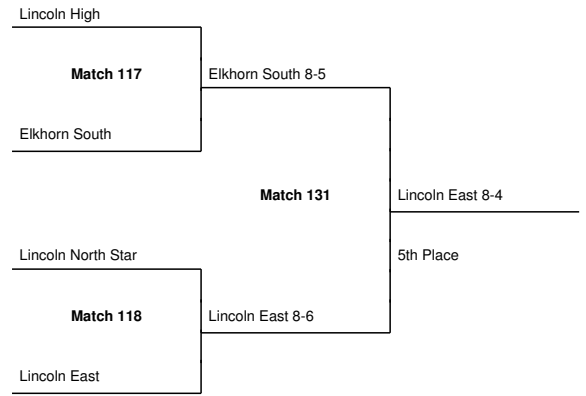 Lincoln High
Match 117
Elkhorn South 8-5
Elkhorn South
Match 131
Lincoln East 8-4
Lincoln North Star
5th Place
Match 118
Lincoln East 8-6
Lincoln East